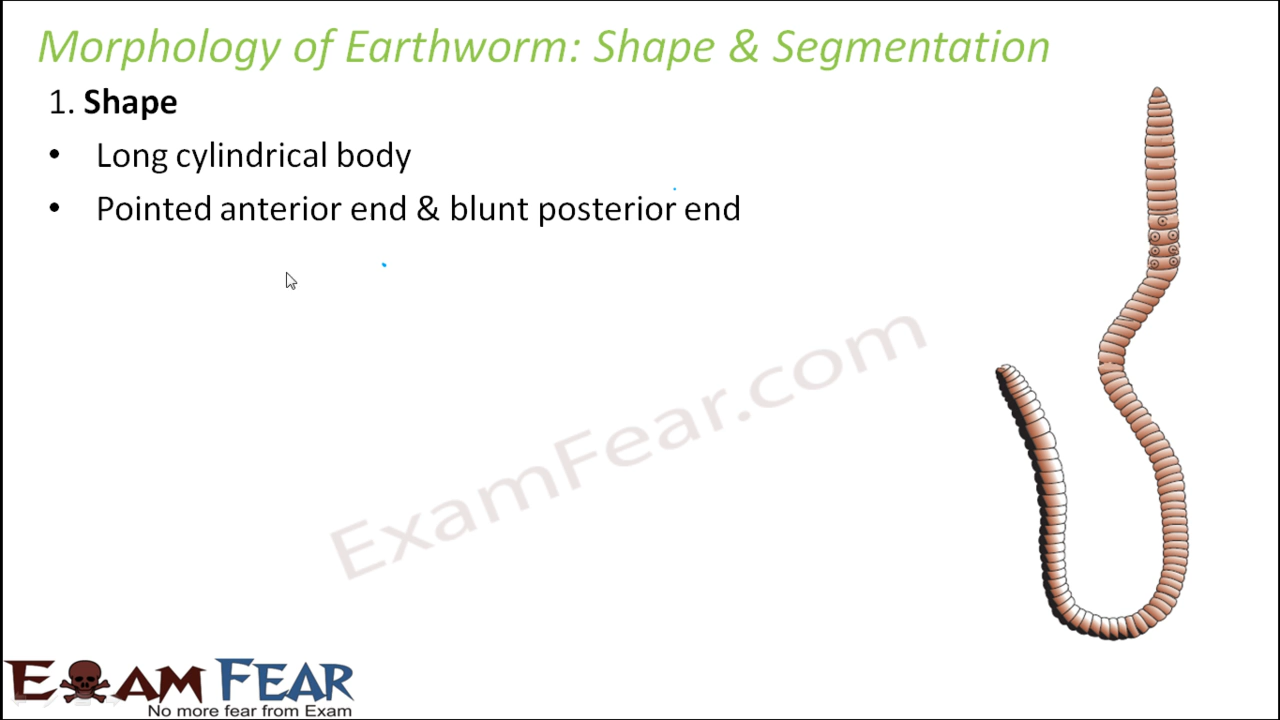 Morphology of Earthworm: Shape & Segmentation
1. Shape
• Long cylindrical body
• Pointed anterior end & blunt posterior end
ExamFear.com
EXAM FEAR
No more fear from Exam